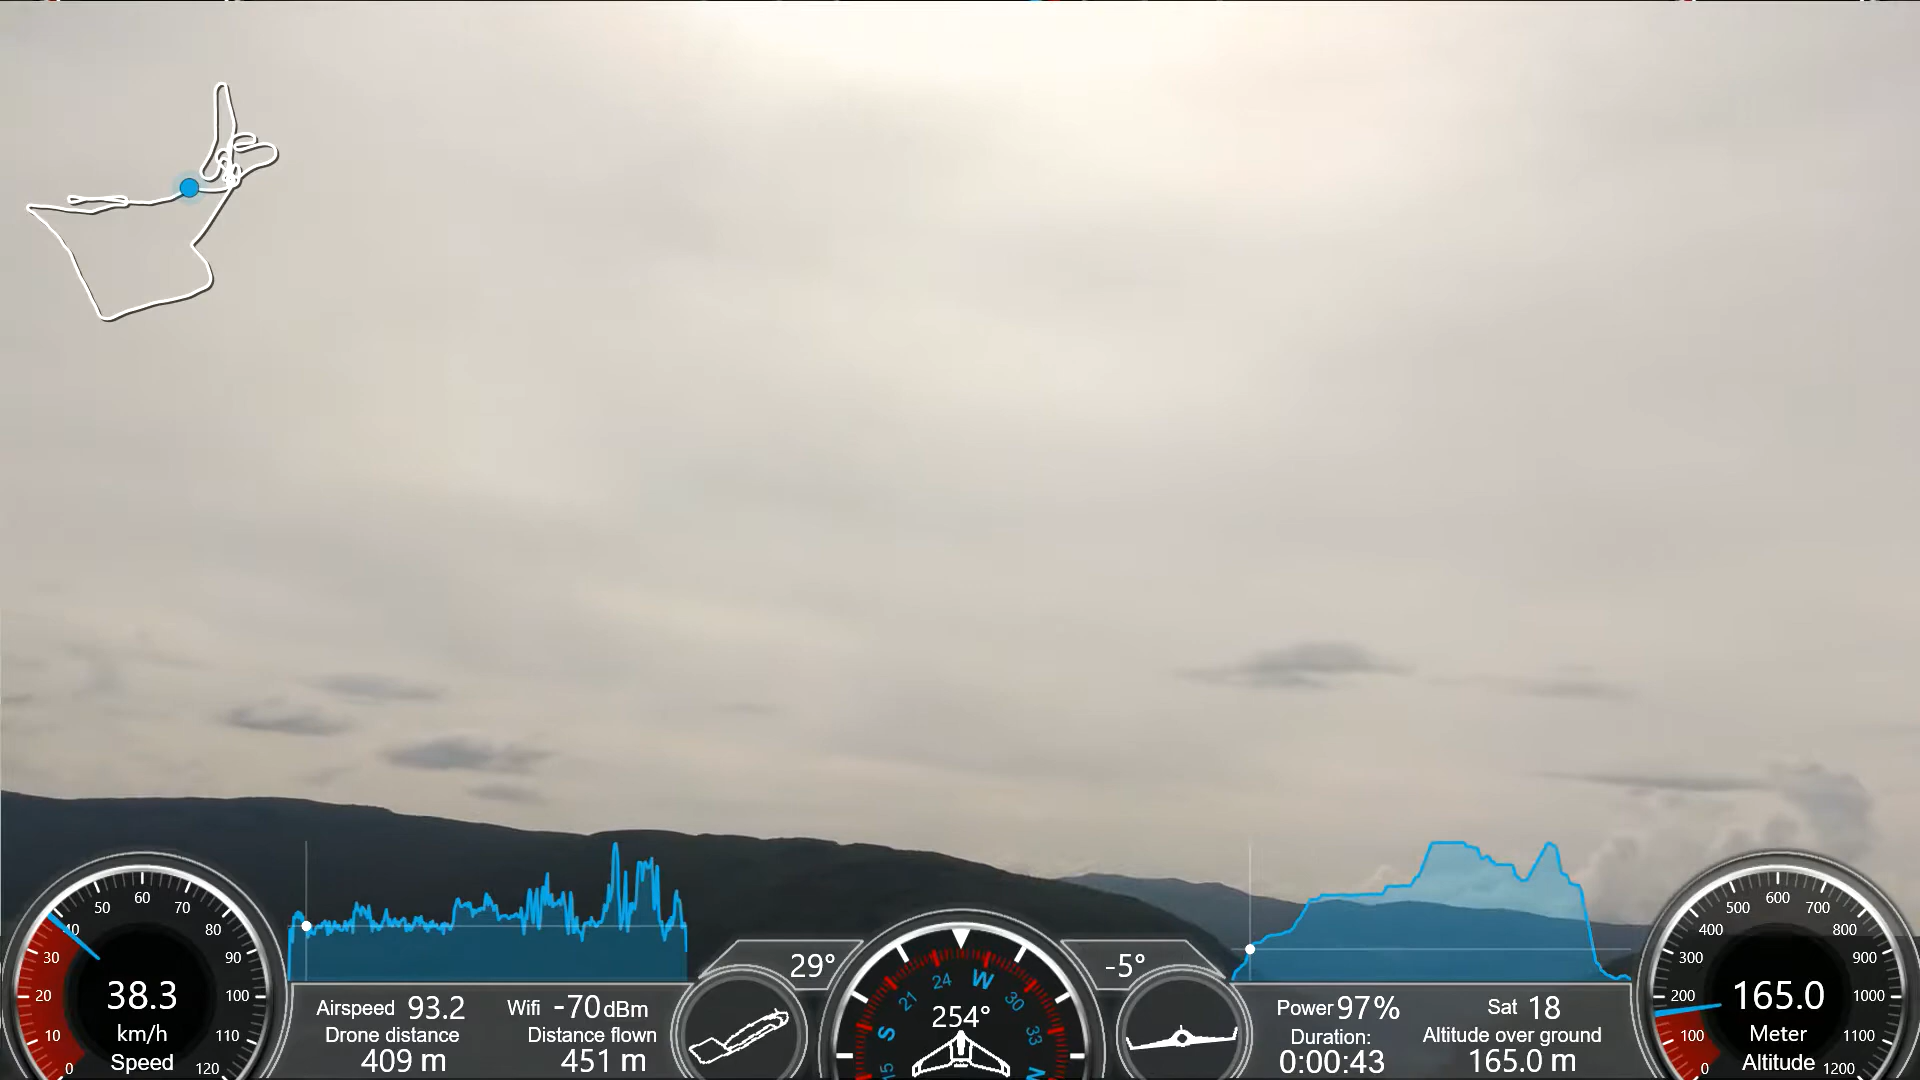 0 10 20 30 40 50 60 70 80 90 100 110 120
38.3
km/h
Speed
Airspeed 93.2 Wifi -70dBm
Drone distance Distance flown
409 m 451 m
29°
-5°
15 S 21 24 W 30 33 N
254°
Power 97% Sat 18
Duration: Altitude over ground
0:00:43 165.0 m
0 100 200 300 400 500 600 700 800 900 1000 1100 1200
165.0
Meter
Altitude